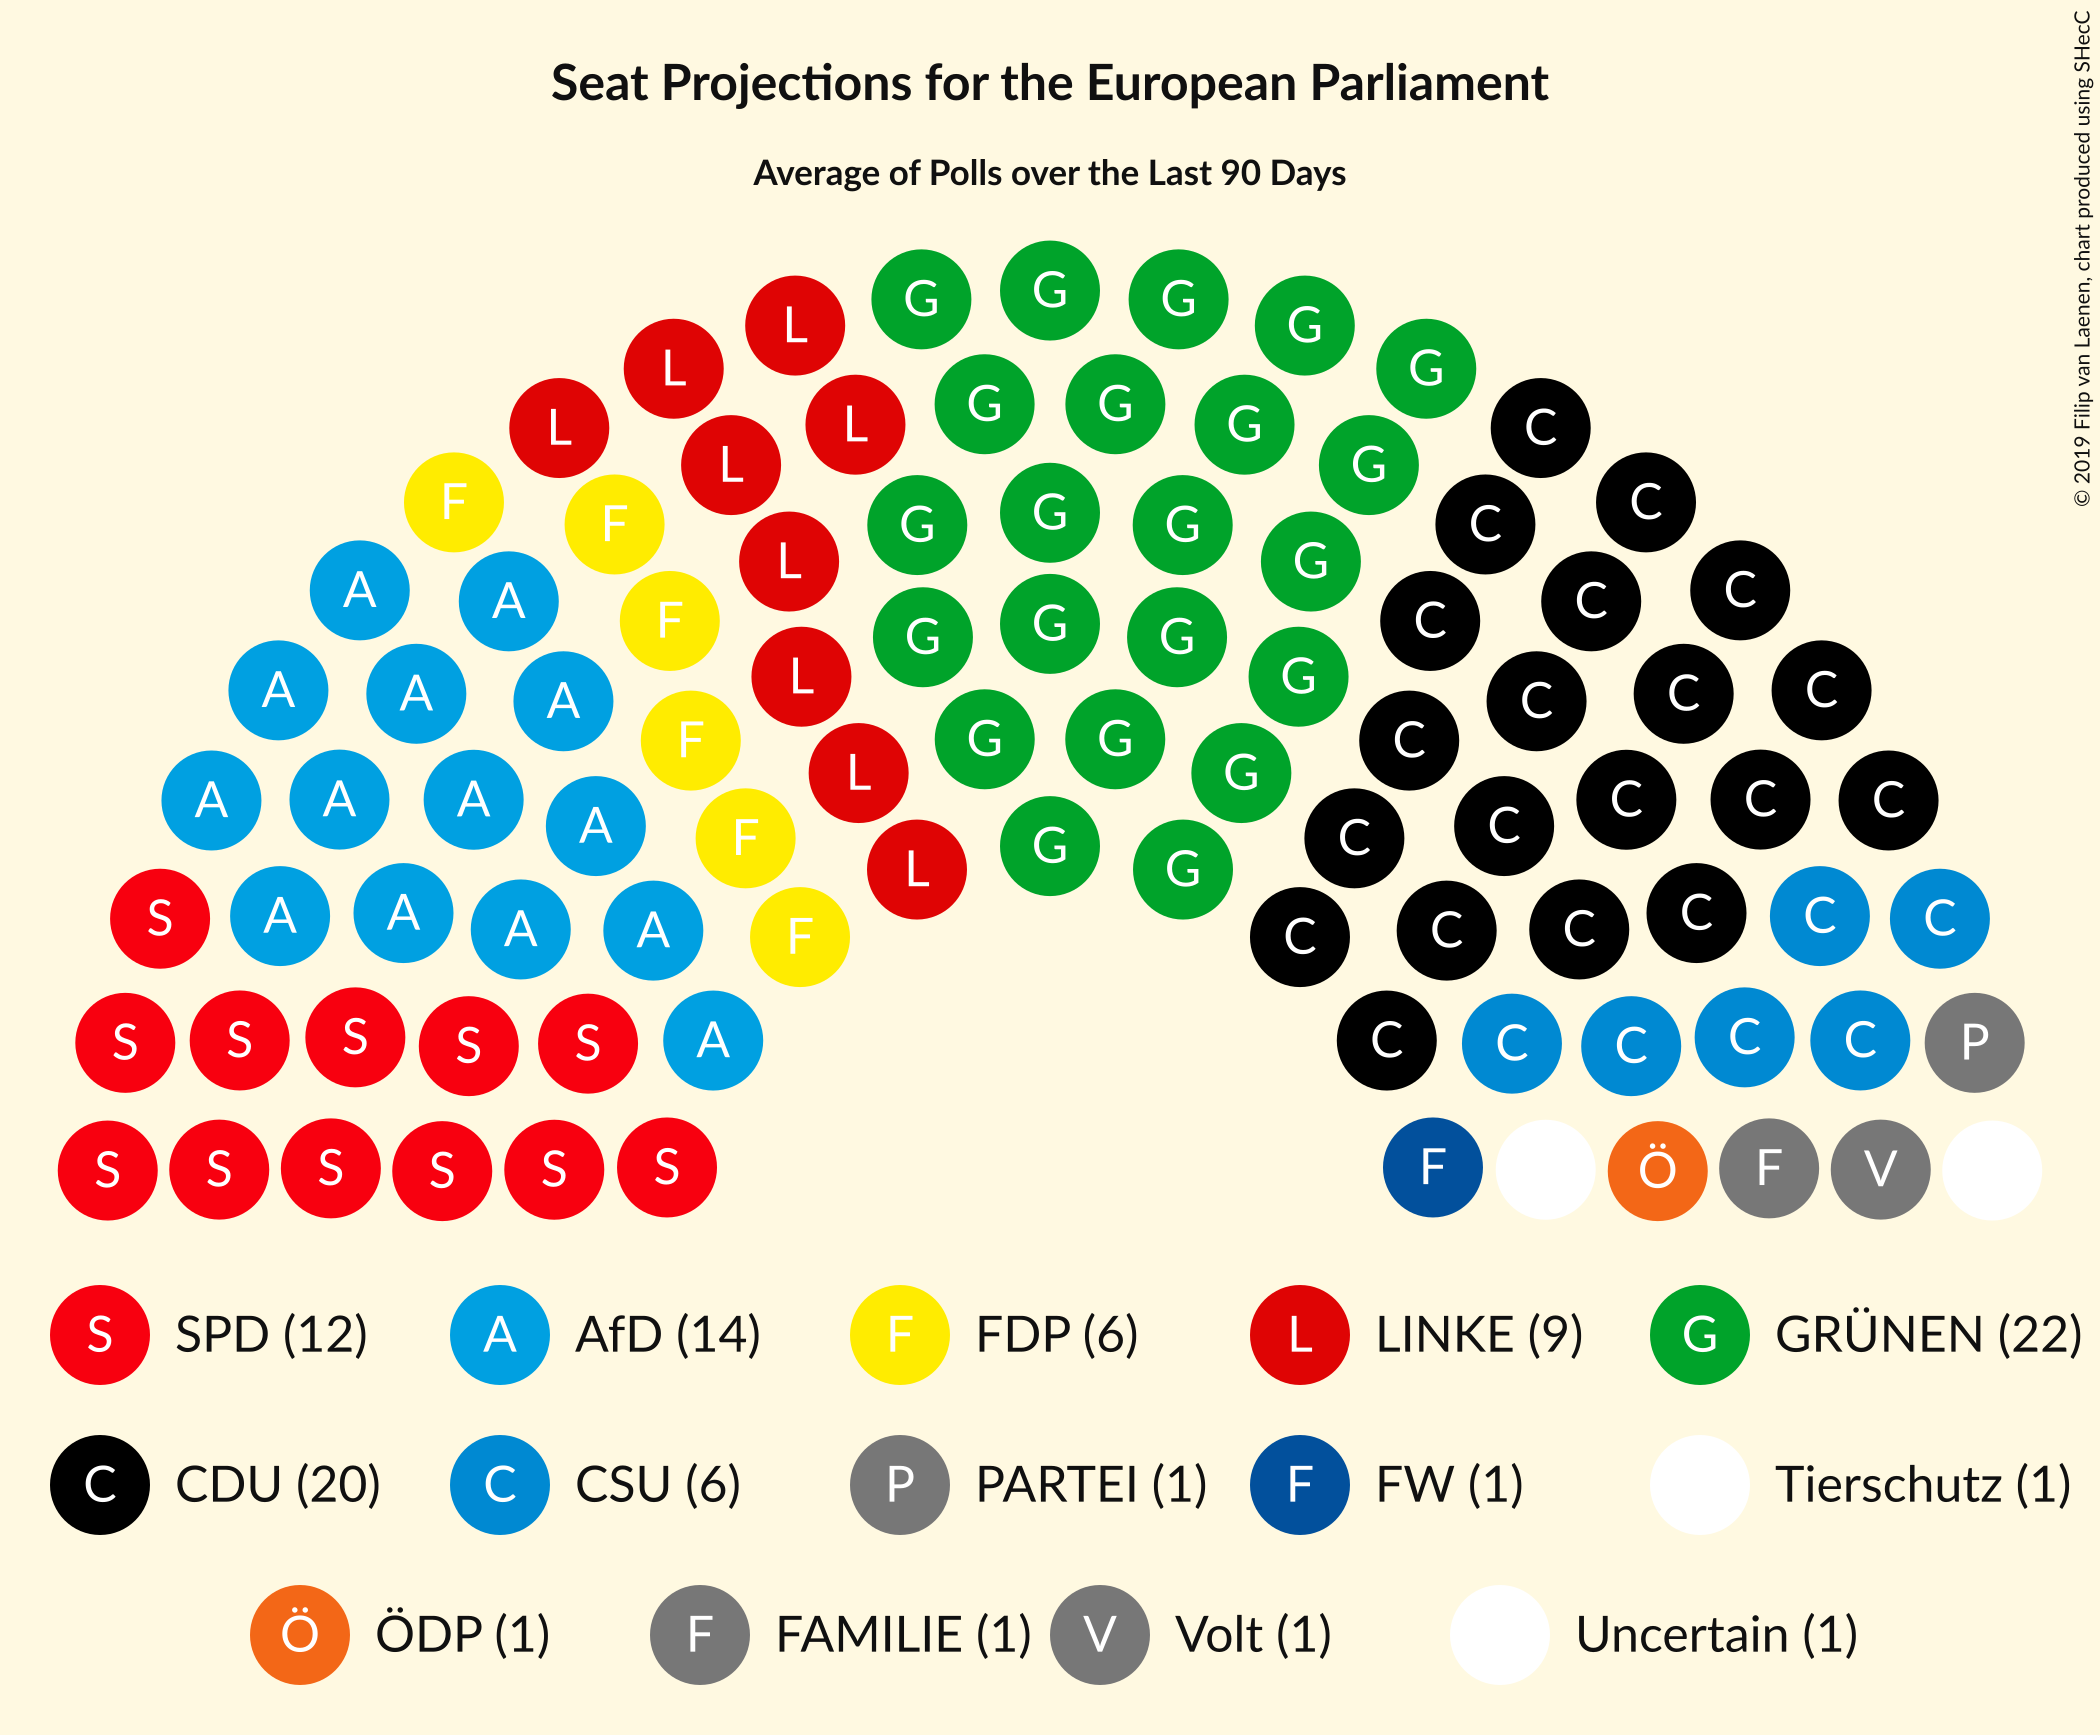 Seat Projections for the European Parliament
Average of Polls over the Last 90 Days
© 2019 Filip van Laenen, chart produced using SHecC
G G G
L G
L G
G G
L G
L C
L G
F C
F L G G C
L G
A C
A C
F C
L G G G
L G
A C
A C
A C
F C
G G
L G
A C
A C
A C
A C
F C
G
L G
S A A A A F C C C C C C
S S S S S A C C C C C P
S S S S S S F Ö F V
S SPD (12) A AfD (14) F FDP (6) L LINKE (9) G GRÜNEN (22)
C CDU (20) C CSU (6) P PARTEI (1) F FW (1) Tierschutz (1)
Ö ÖDP (1) F FAMILIE (1) V Volt (1) Uncertain (1)